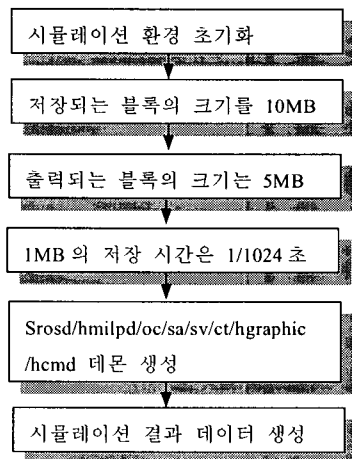 시뮬레이션 환경 초기화
저장되는 블록의 크기를 10MB
출력되는 블록의 크기는 5MB
1MB의 저장 시간은 1/1024 초
Srosd/hmilpd/oc/sa/sv/ct/hgraphic
/hcmd 데몬 생성
시뮬레이션 결과 데이터 생성